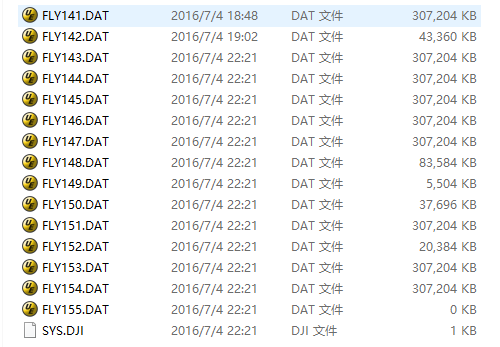 FLY141.DAT 2016/7/4 18:48 DAT 文件 307,204 KB
FLY142.DAT 2016/7/4 19:02 DAT 文件 43,360 KB
FLY143.DAT 2016/7/4 22:21 DAT 文件 307,204 KB
FLY144.DAT 2016/7/4 22:21 DAT 文件 307,204 KB
FLY145.DAT 2016/7/4 22:21 DAT 文件 307,204 KB
FLY146.DAT 2016/7/4 22:21 DAT 文件 307,204 KB
FLY147.DAT 2016/7/4 22:21 DAT 文件 307,204 KB
FLY148.DAT 2016/7/4 22:21 DAT 文件 83,584 KB
FLY149.DAT 2016/7/4 22:21 DAT 文件 5,504 KB
FLY150.DAT 2016/7/4 22:21 DAT 文件 37,696 KB
FLY151.DAT 2016/7/4 22:21 DAT 文件 307,204 KB
FLY152.DAT 2016/7/4 22:21 DAT 文件 20,384 KB
FLY153.DAT 2016/7/4 22:21 DAT 文件 307,204 KB
FLY154.DAT 2016/7/4 22:21 DAT 文件 307,204 KB
FLY155.DAT 2016/7/4 22:21 DAT 文件 0 KB
SYS.DJI 2016/7/4 22:21 DJI 文件 1 KB